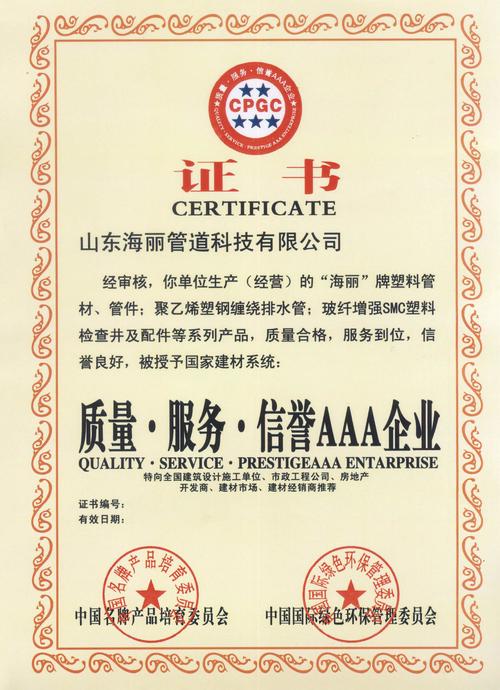 质量·服务·信誉AAA企业
CPGC
QUALITY·SERVICE·PRESTIGE AAA ENTERPRISE
证书
CERTIFICATE
山东海丽管道科技有限公司
经审核，你单位生产（经营）的“海丽”牌塑料管
材、管件；聚乙烯塑钢缠绕排水管；玻纤增强SMC塑料
检查井及配件等系列产品，质量合格，服务到位，信
誉良好，被授予国家建材系统：
质量·服务·信誉AAA企业
QUALITY·SERVICE·PRESTIGEAAA ENTARPRISE
特向全国建筑设计施工单位、市政工程公司、房地产
开发商、建材市场、建材经销商推荐
证书编号：
有效日期：
中国名牌产品培育委员会
中国国际绿色环保管理委员会
中国名牌产品培育委员会
中国国际绿色环保管理委员会